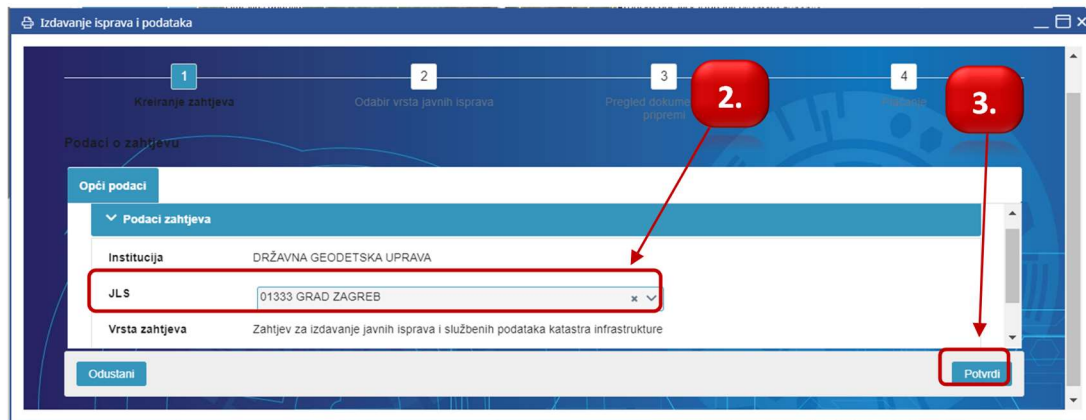 Izdavanje isprava i podataka
1
2
3
4
Kreiranje zahtjeva
Odabir vrsta javnih isprava
Pregled
pripremi
2.
3.
Podaci o zahtjevu
Opći podaci
Podaci zahtjeva
Institucija DRŽAVNA GEODETSKA UPRAVA
JLS 01333 GRAD ZAGREB
Vrsta zahtjeva Zahtjev za izdavanje javnih isprava i službenih podataka katastra infrastrukture
Odustani Potvrdi